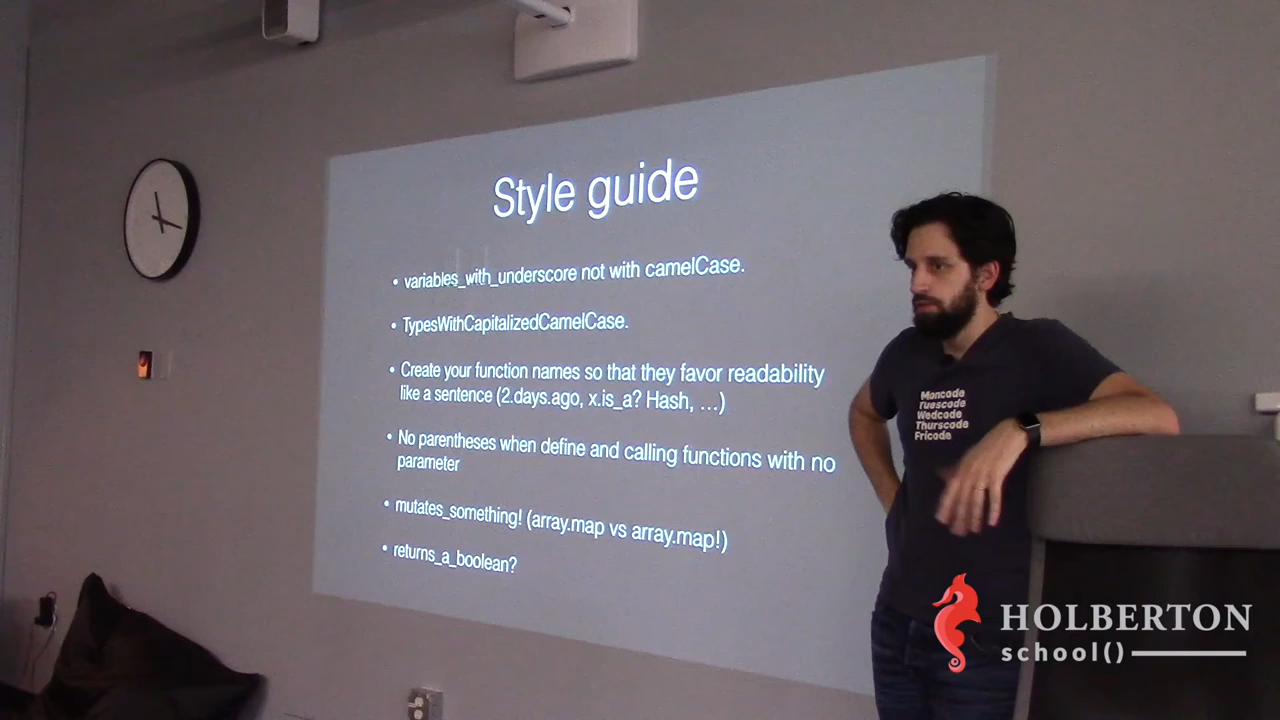 Style guide
• variables_with_underscore not with camelCase.
• TypesWithCapitalizedCamelCase.
• Create your function names so that they favor readability
like a sentence (2.days.ago, x.is_a? Hash, …)
• No parentheses when define and calling functions with no
parameter
• mutates_something! (array.map vs array.map!)
• returns_a_boolean?
Moncode
Tuescode
Wedcode
Thurscode
Fricode
HOLBERTON
school()